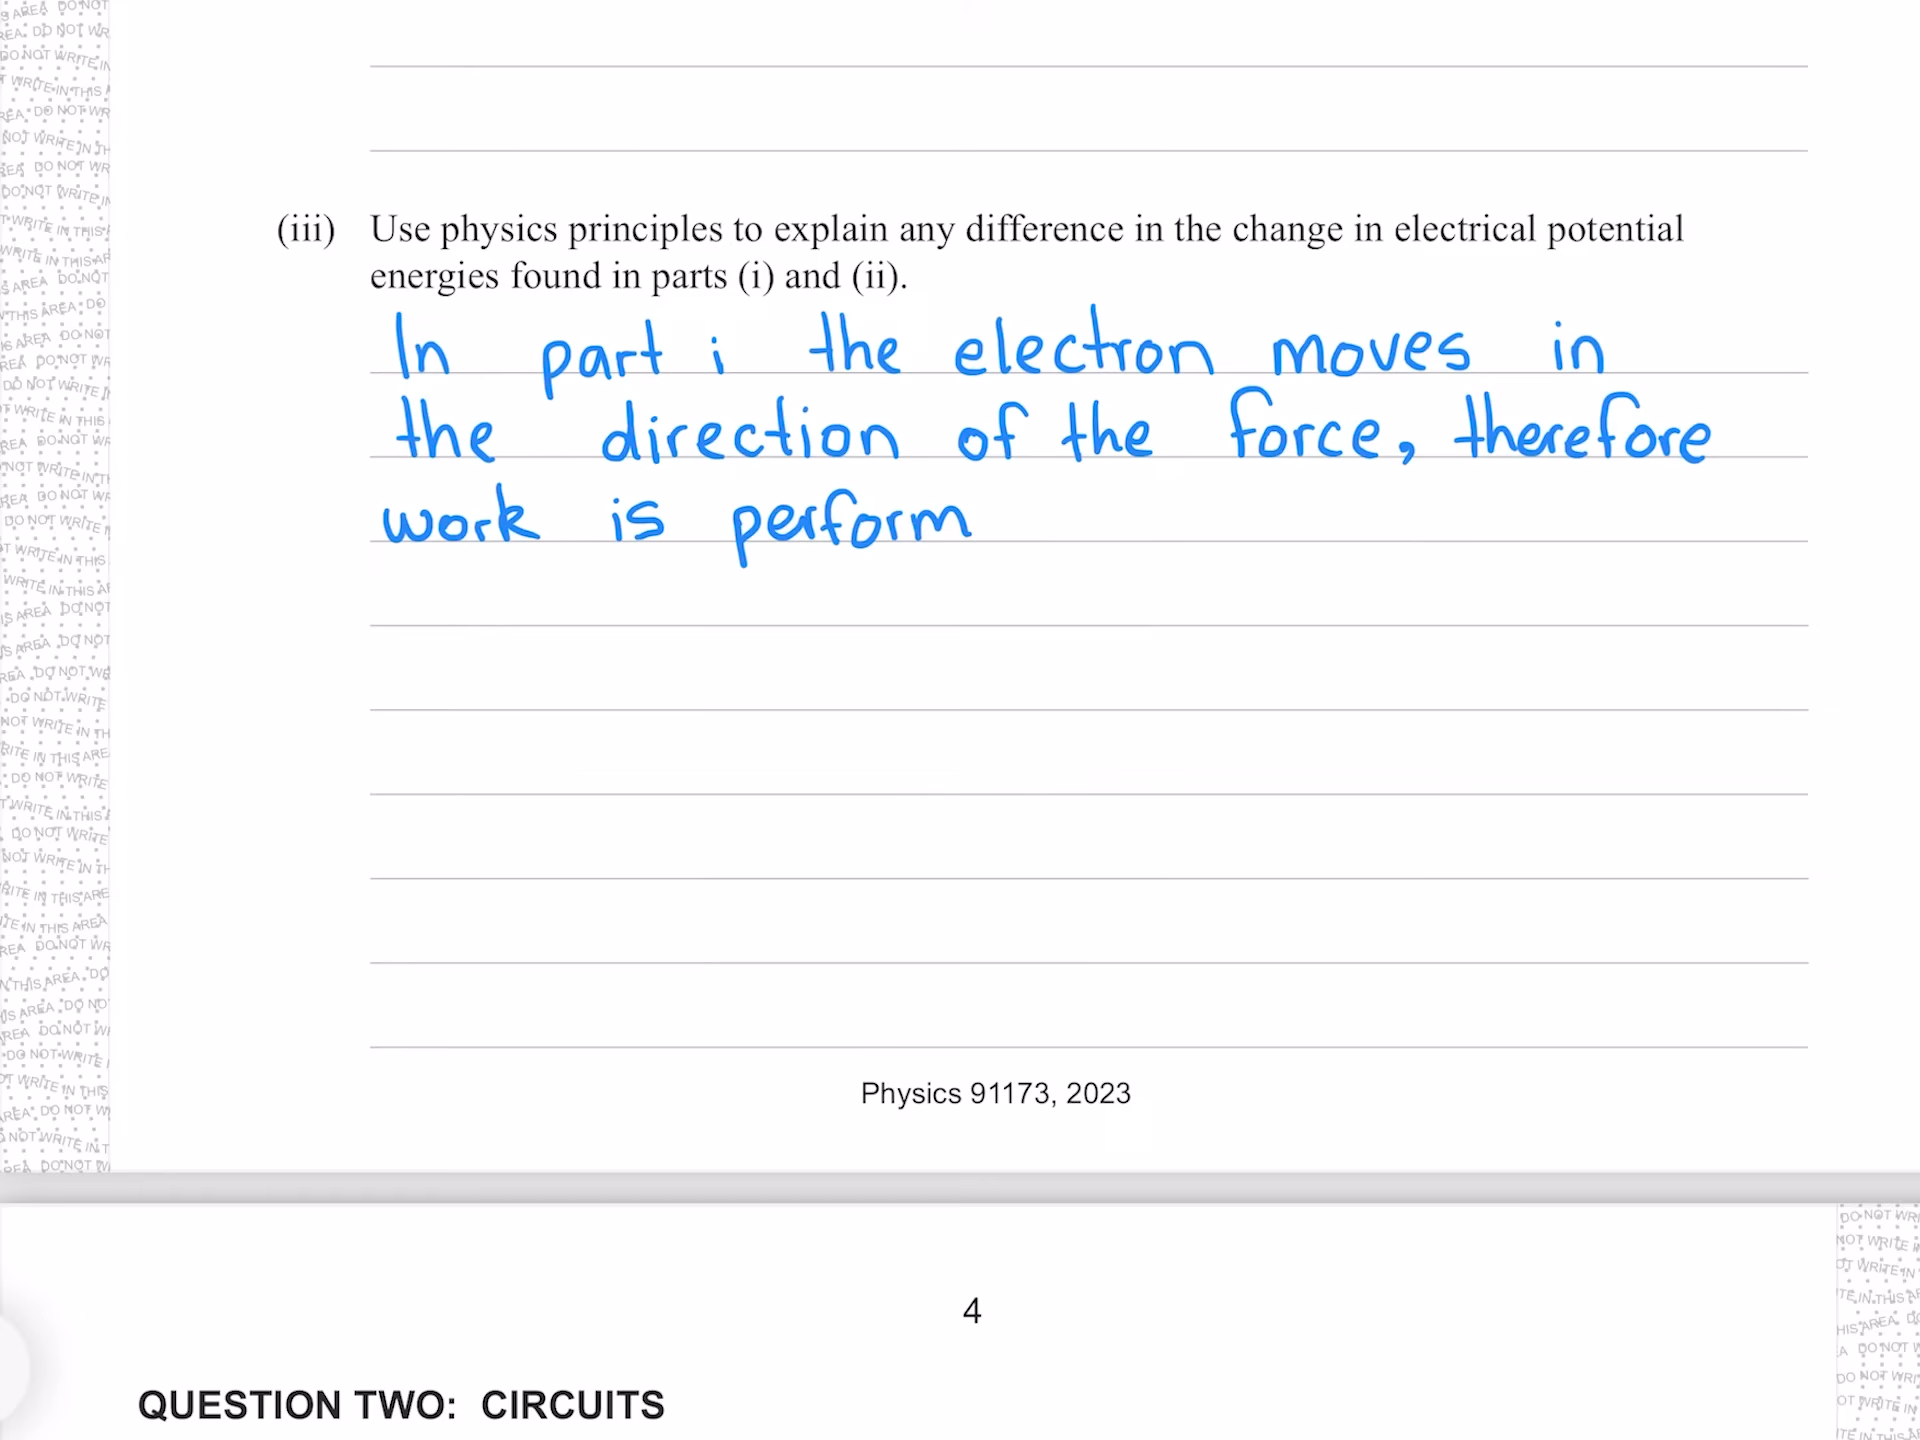 (iii) Use physics principles to explain any difference in the change in electrical potential
energies found in parts (i) and (ii).
In part i the electron moves in
the direction of the force, therefore
work is perform
Physics 91173, 2023
4
QUESTION TWO: CIRCUITS